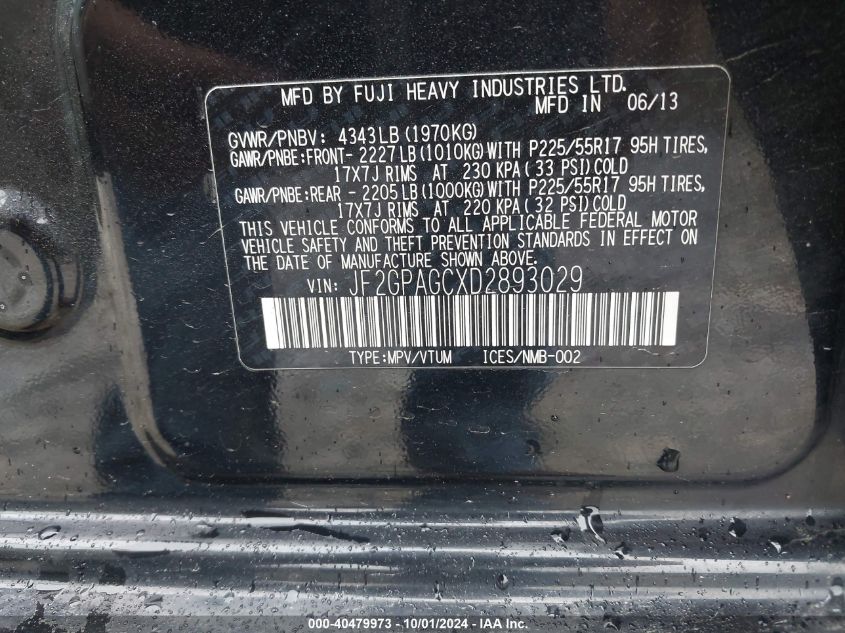 MFD BY FUJI HEAVY INDUSTRIES LTD.
MFD IN 06/13
GVWR/PNBV: 4343LB(1970KG)
GAWR/PNBE:FRONT- 2227LB(1010KG)WITH P225/55R17 95H TIRES,
17X7J RIMS AT 230 KPA(33 PSI)COLD
GAWR/PNBE:REAR - 2205LB(1000KG)WITH P225/55R17 95H TIRES,
17X7J RIMS AT 220 KPA(32 PSI)COLD
THIS VEHICLE CONFORMS TO ALL APPLICABLE FEDERAL MOTOR
VEHICLE SAFETY AND THEFT PREVENTION STANDARDS IN EFFECT ON
THE DATE OF MANUFACTURE SHOWN ABOVE.
VIN: JF2GPAGCXD2893029
TYPE:MPV/VTUM ICES/NMB-002
000-40479973 - 10/01/2024 - IAA Inc.